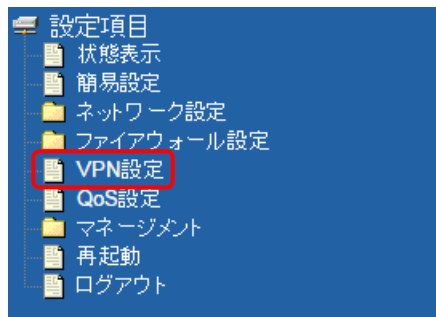 設定項目
状態表示
簡易設定
ネットワーク設定
ファイアウォール設定
VPN設定
QoS設定
マネージメント
再起動
ログアウト